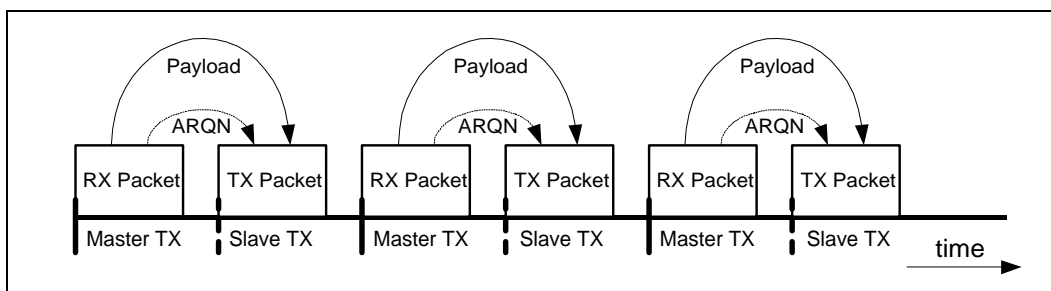 Payload Payload Payload
ARQN ARQN ARQN
RX Packet TX Packet RX Packet TX Packet RX Packet TX Packet
Master TX Slave TX Master TX Slave TX Master TX Slave TX
time